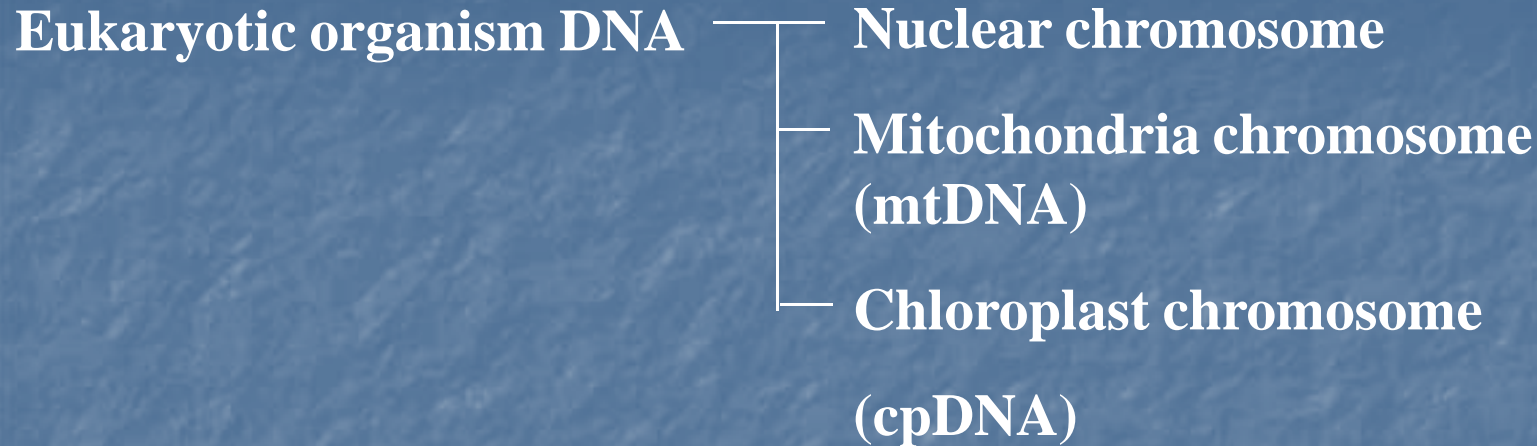 Eukaryotic organism DNA
Nuclear chromosome
Mitochondria chromosome
(mtDNA)
Chloroplast chromosome
(cpDNA)